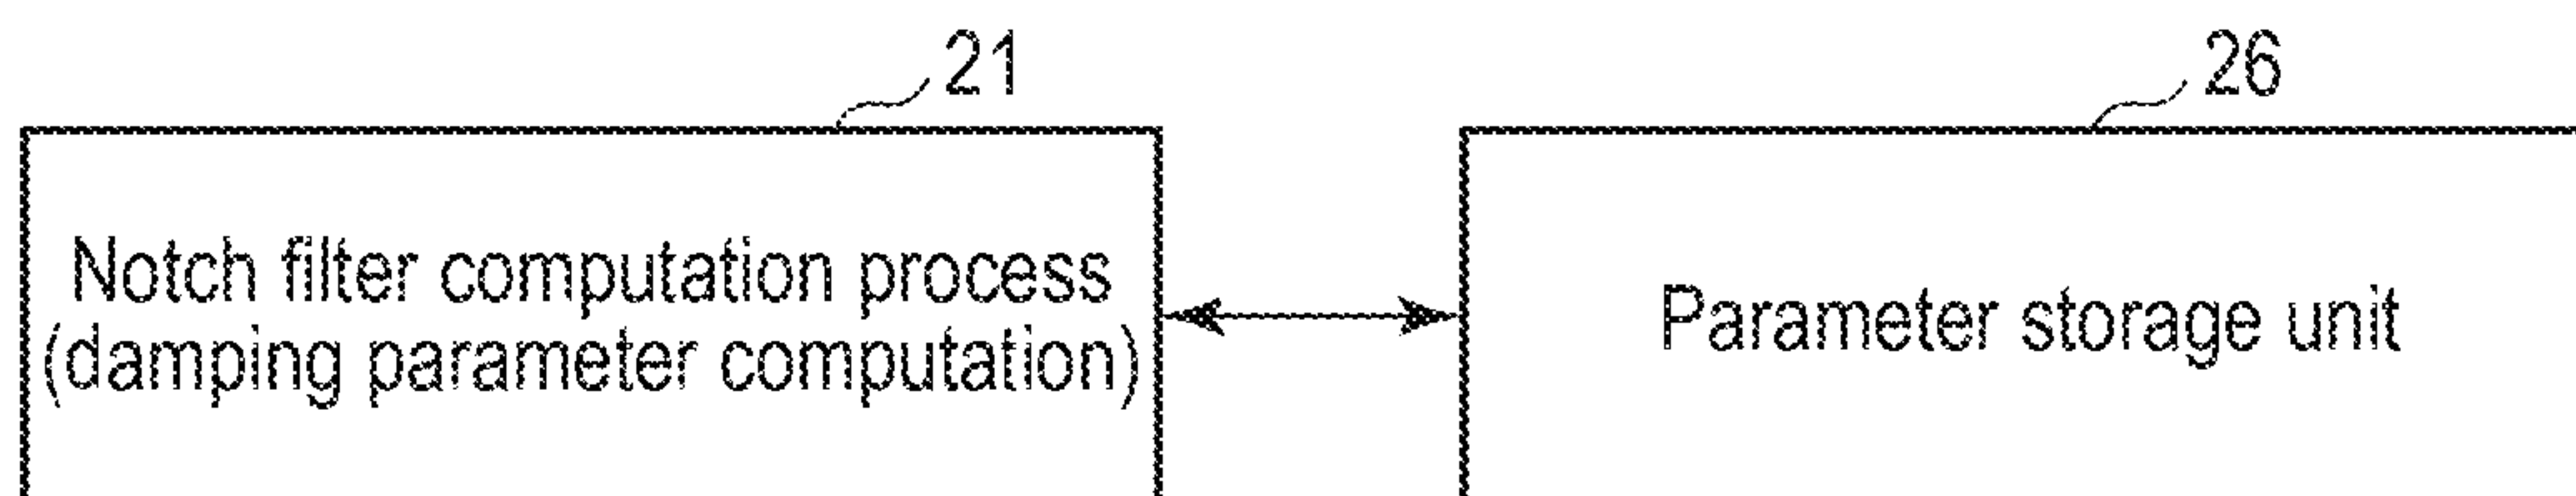 21
26
Notch filter computation process
(damping parameter computation)
Parameter storage unit